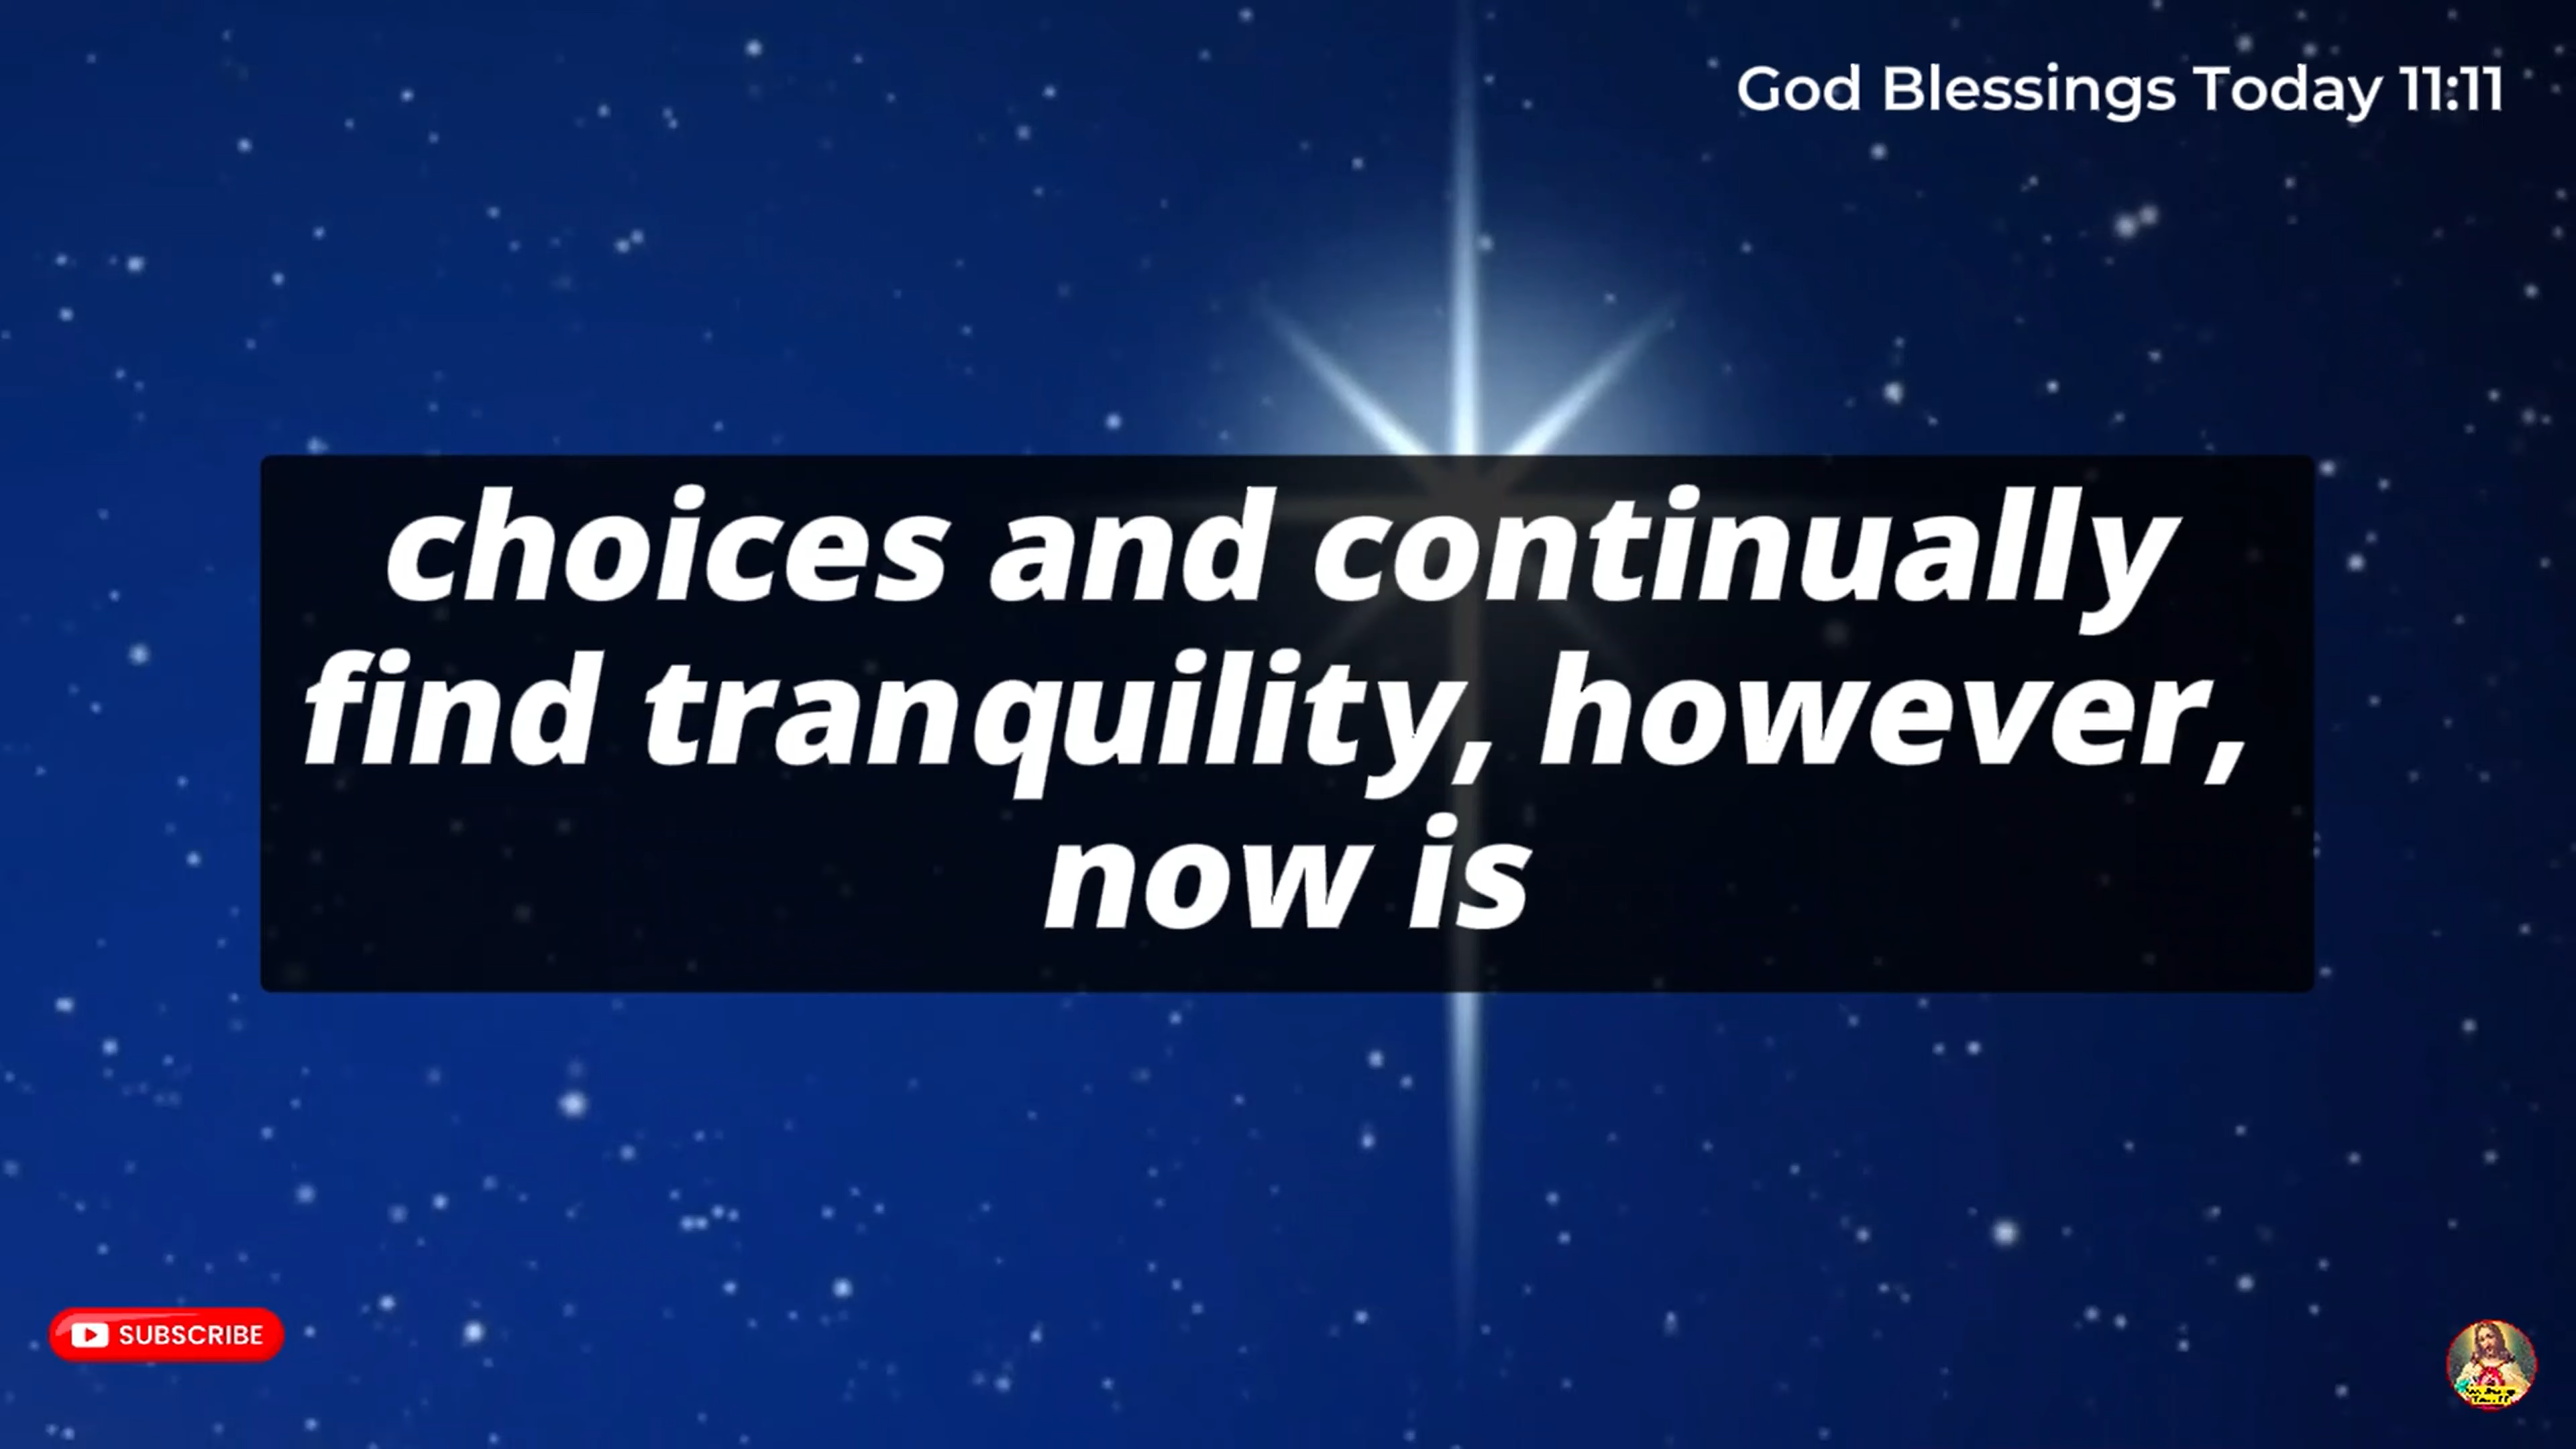 God Blessings Today 11:11
choices and continually
find tranquility, however,
now is
SUBSCRIBE